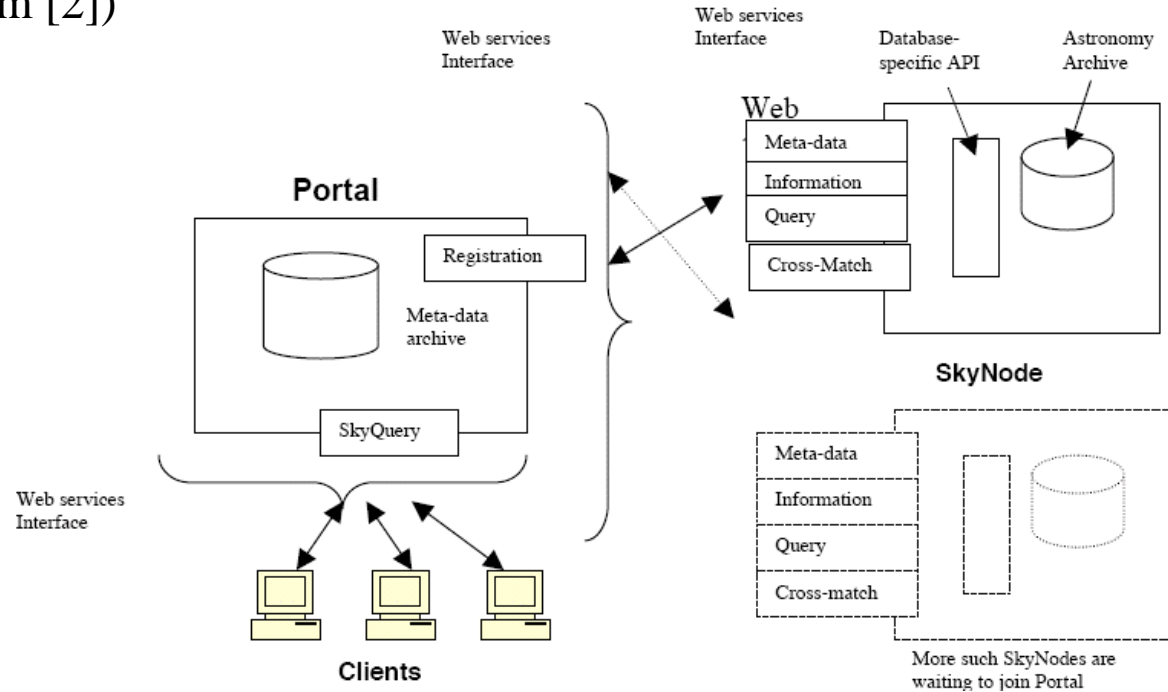 m [2])
Web services
Interface
Web services
Interface
Database-
specific API
Astronomy
Archive
Web
Meta-data
Information
Query
Cross-Match
Portal
Registration
Meta-data
archive
SkyQuery
SkyNode
Web services
Interface
Meta-data
Information
Query
Cross-match
Clients
More such SkyNodes are
waiting to join Portal